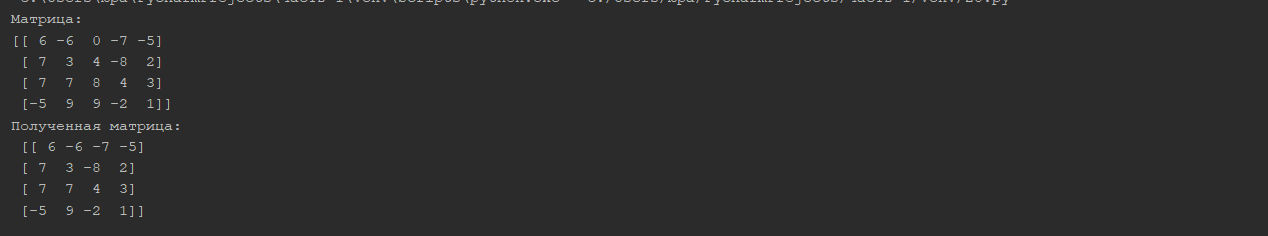 Матрица:
[[ 6 -6  0 -7 -5]
 [ 7  3  4 -8  2]
 [ 7  7  8  4  3]
 [-5  9  9 -2  1]]
Полученная матрица:
 [[ 6 -6 -7 -5]
 [ 7  3 -8  2]
 [ 7  7  4  3]
 [-5  9 -2  1]]